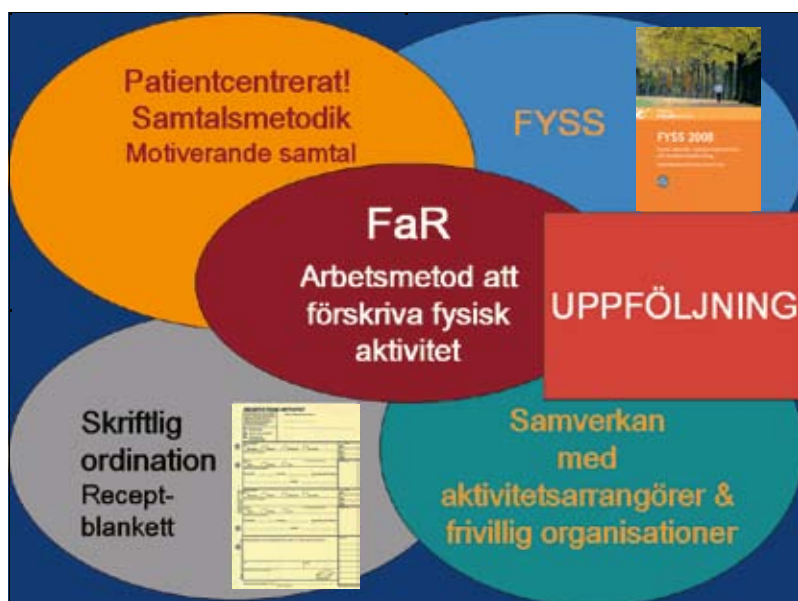 Patientcentrerat!
Samtalsmetodik
Motiverande samtal
FYSS
FYSS 2008
FaR
Arbetsmetod att
förskriva fysisk
aktivitet
UPPFÖLJNING
Skriftlig
ordination
Recept-
blankett
Samverkan
med
aktivitetsarrangörer &
frivillig organisationer